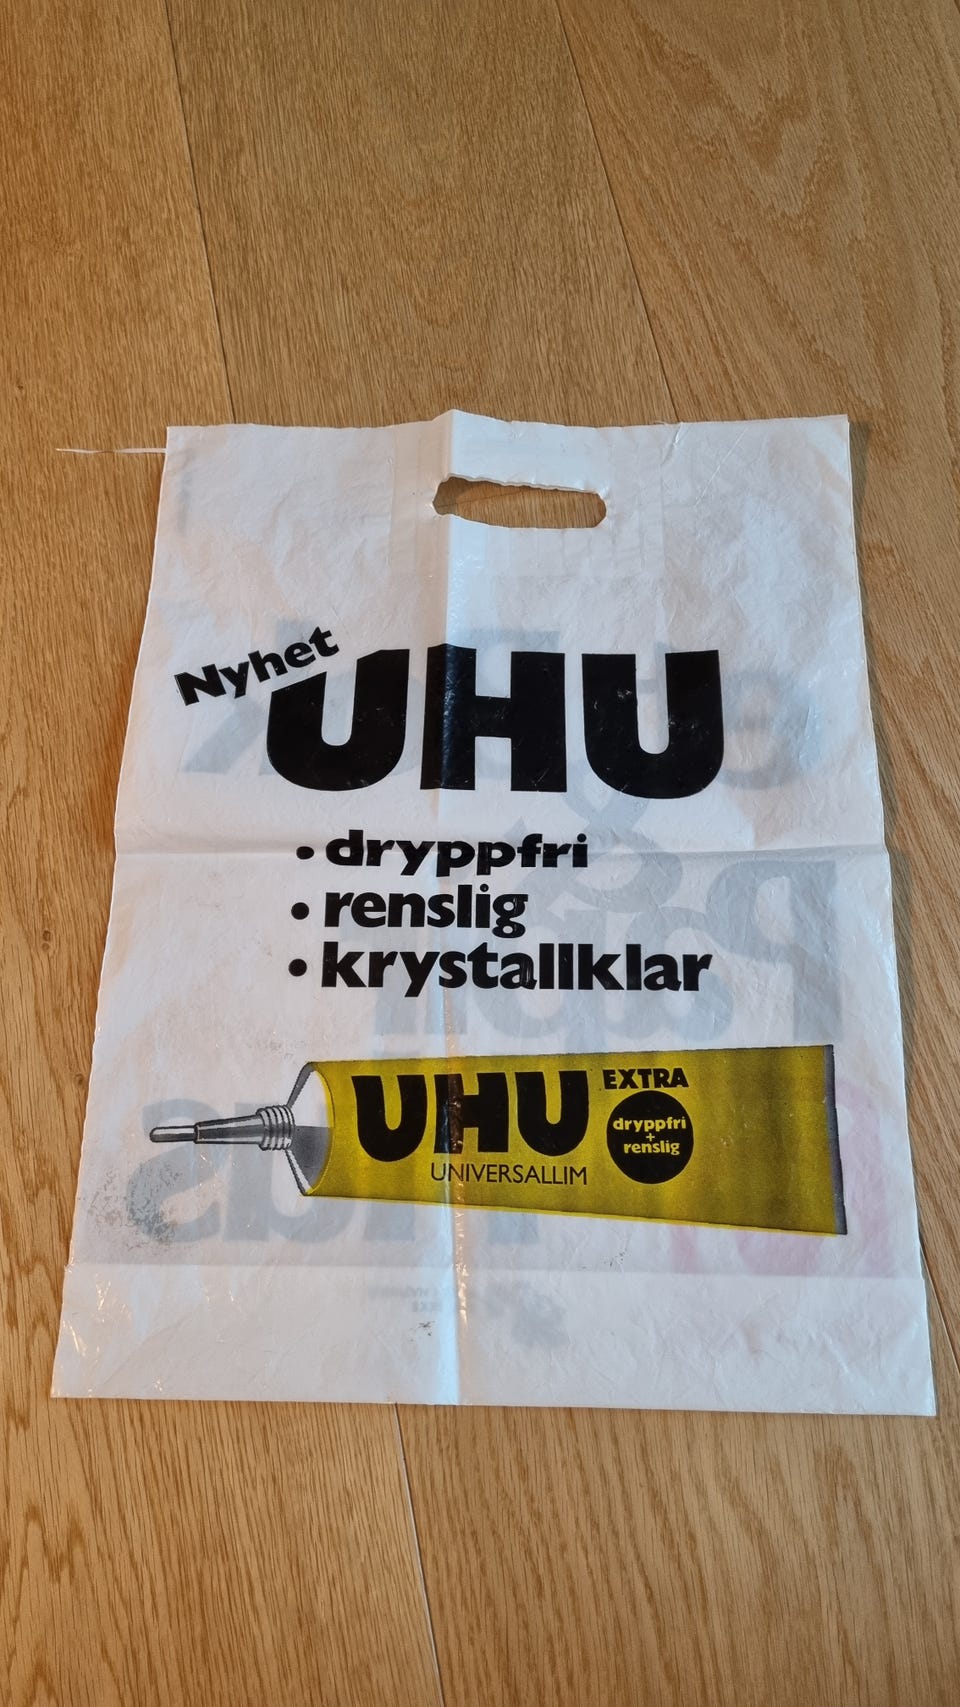 Nyhet
UHU
• dryppfri
• renslig
• krystallklar
UHU EXTRA
UNIVERSALLIM
dryppfri
+
renslig